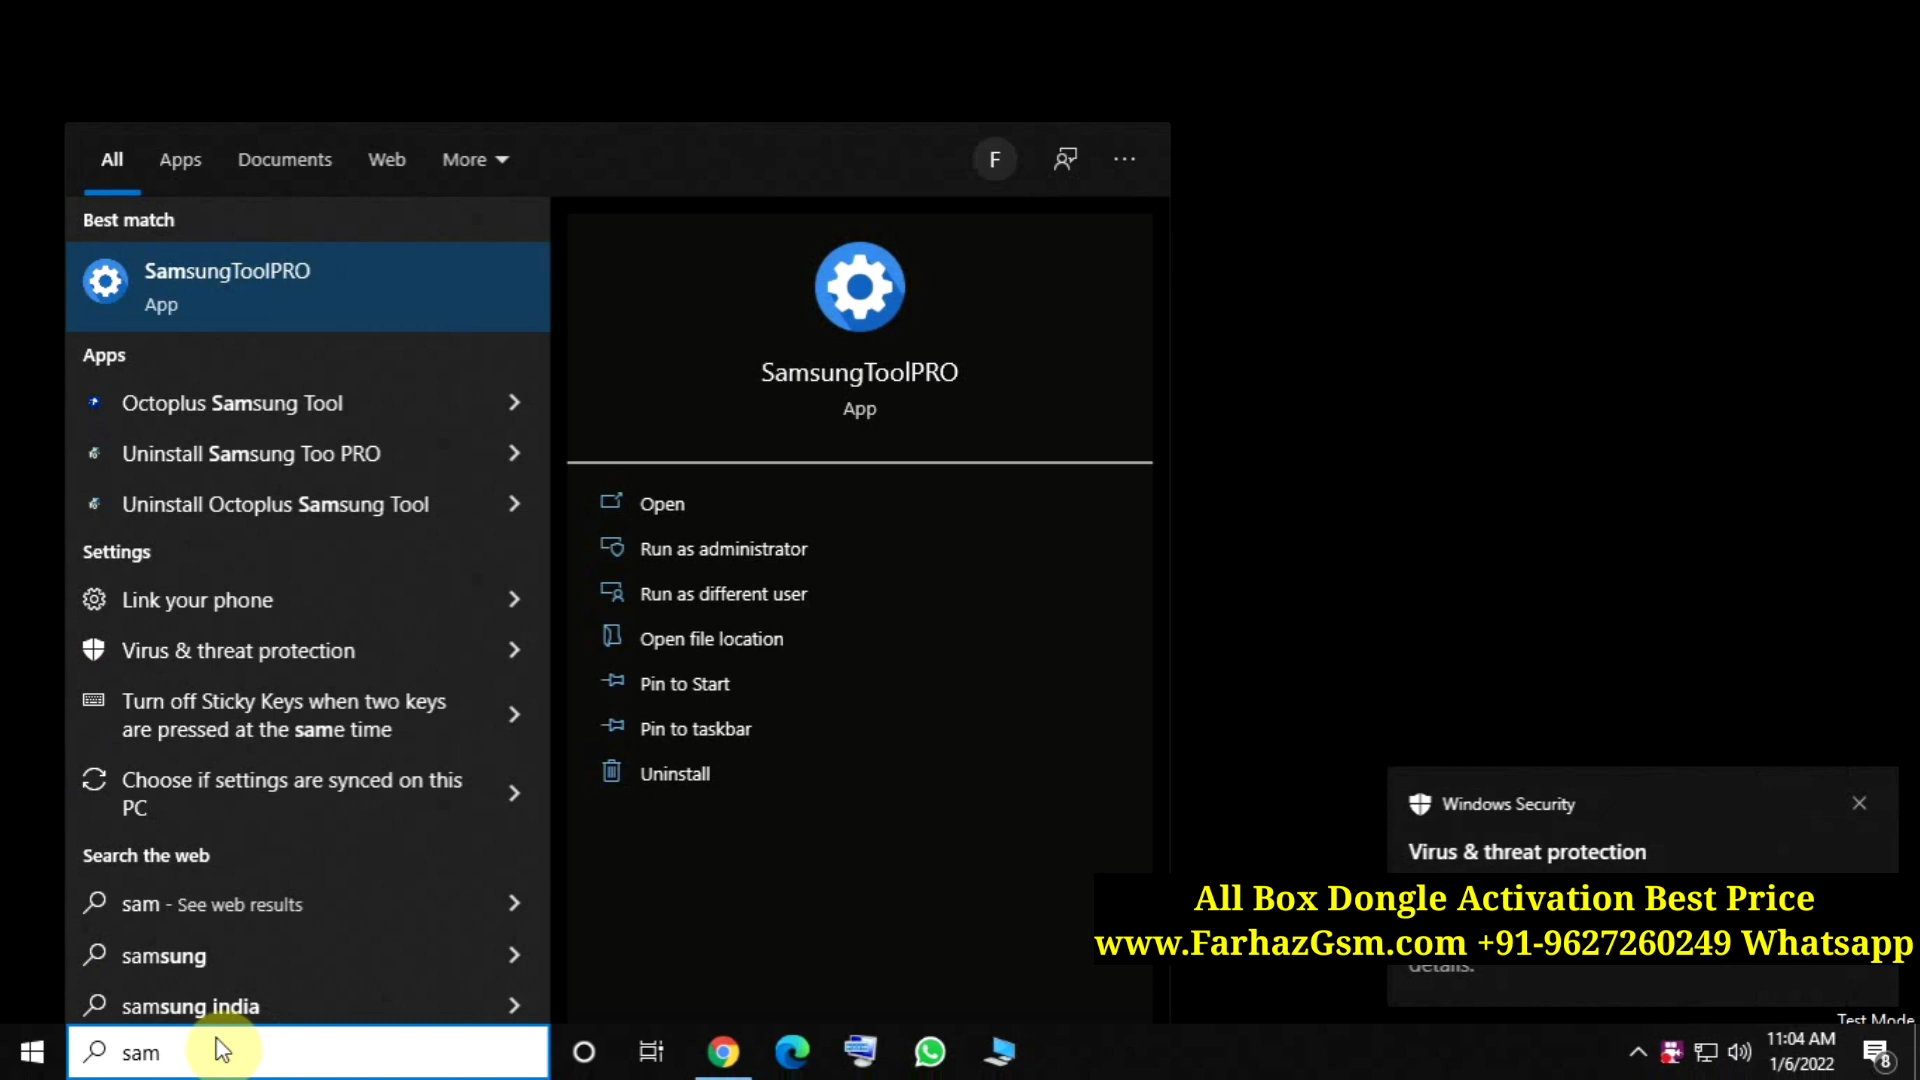 All Apps Documents Web More F
Best match
SamsungToolPRO
App
Apps
Octoplus Samsung Tool
Uninstall Samsung Too PRO
Uninstall Octoplus Samsung Tool
Settings
Link your phone
Virus & threat protection
Turn off Sticky Keys when two keys
are pressed at the same time
Choose if settings are synced on this
PC
Search the web
sam - See web results
samsung
samsung india
sam
SamsungToolPRO
App
Open
Run as administrator
Run as different user
Open file location
Pin to Start
Pin to taskbar
Uninstall
Windows Security
Virus & threat protection
All Box Dongle Activation Best Price
www.FarhazGsm.com +91-9627260249 Whatsapp
details.
Test Mode
11:04 AM
1/6/2022
8